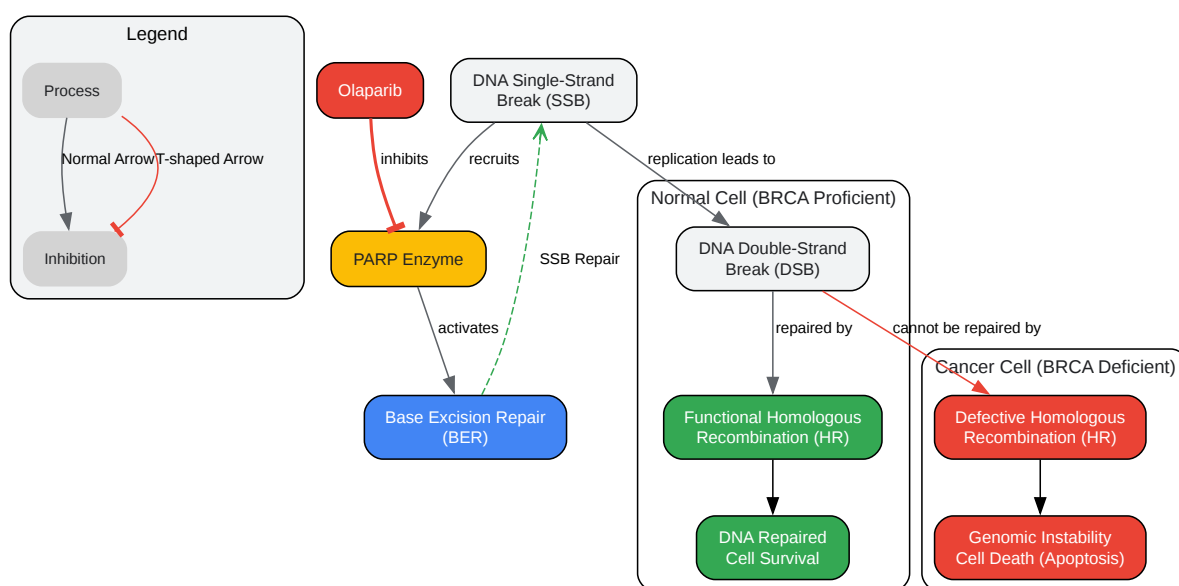 Legend
Process
Normal Arrow
T-shaped Arrow
Inhibition
Olaparib
DNA Single-Strand
Break (SSB)
inhibits
recruits
replication leads to
Normal Cell (BRCA Proficient)
PARP Enzyme
SSB Repair
DNA Double-Strand
Break (DSB)
activates
repaired by
cannot be repaired by
Cancer Cell (BRCA Deficient)
Base Excision Repair
(BER)
Functional Homologous
Recombination (HR)
Defective Homologous
Recombination (HR)
DNA Repaired
Cell Survival
Genomic Instability
Cell Death (Apoptosis)